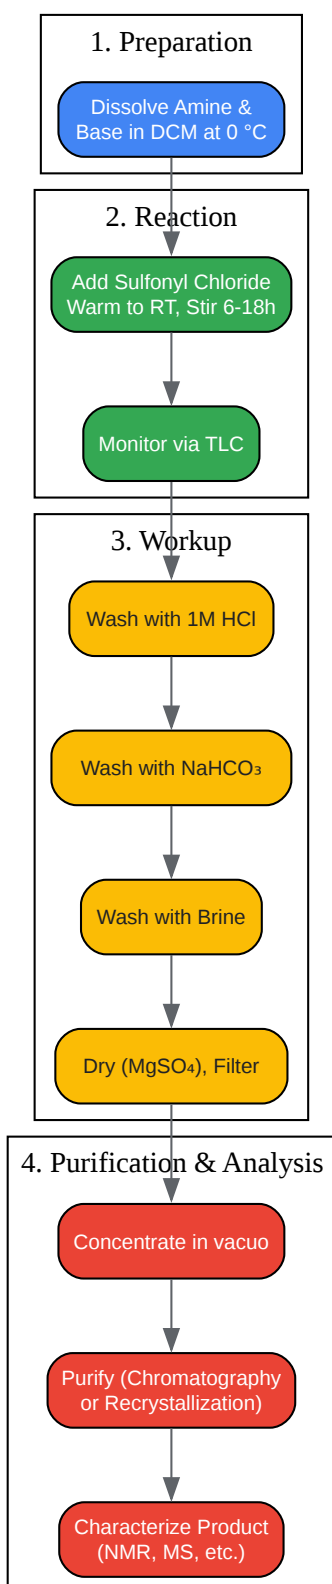 1. Preparation
Dissolve Amine &
Base in DCM at 0 °C
2. Reaction
Add Sulfonyl Chloride
Warm to RT, Stir 6-18h
Monitor via TLC
3. Workup
Wash with 1M HCl
Wash with NaHCO₃
Wash with Brine
Dry (MgSO₄), Filter
4. Purification & Analysis
Concentrate in vacuo
Purify (Chromatography
or Recrystallization)
Characterize Product
(NMR, MS, etc.)